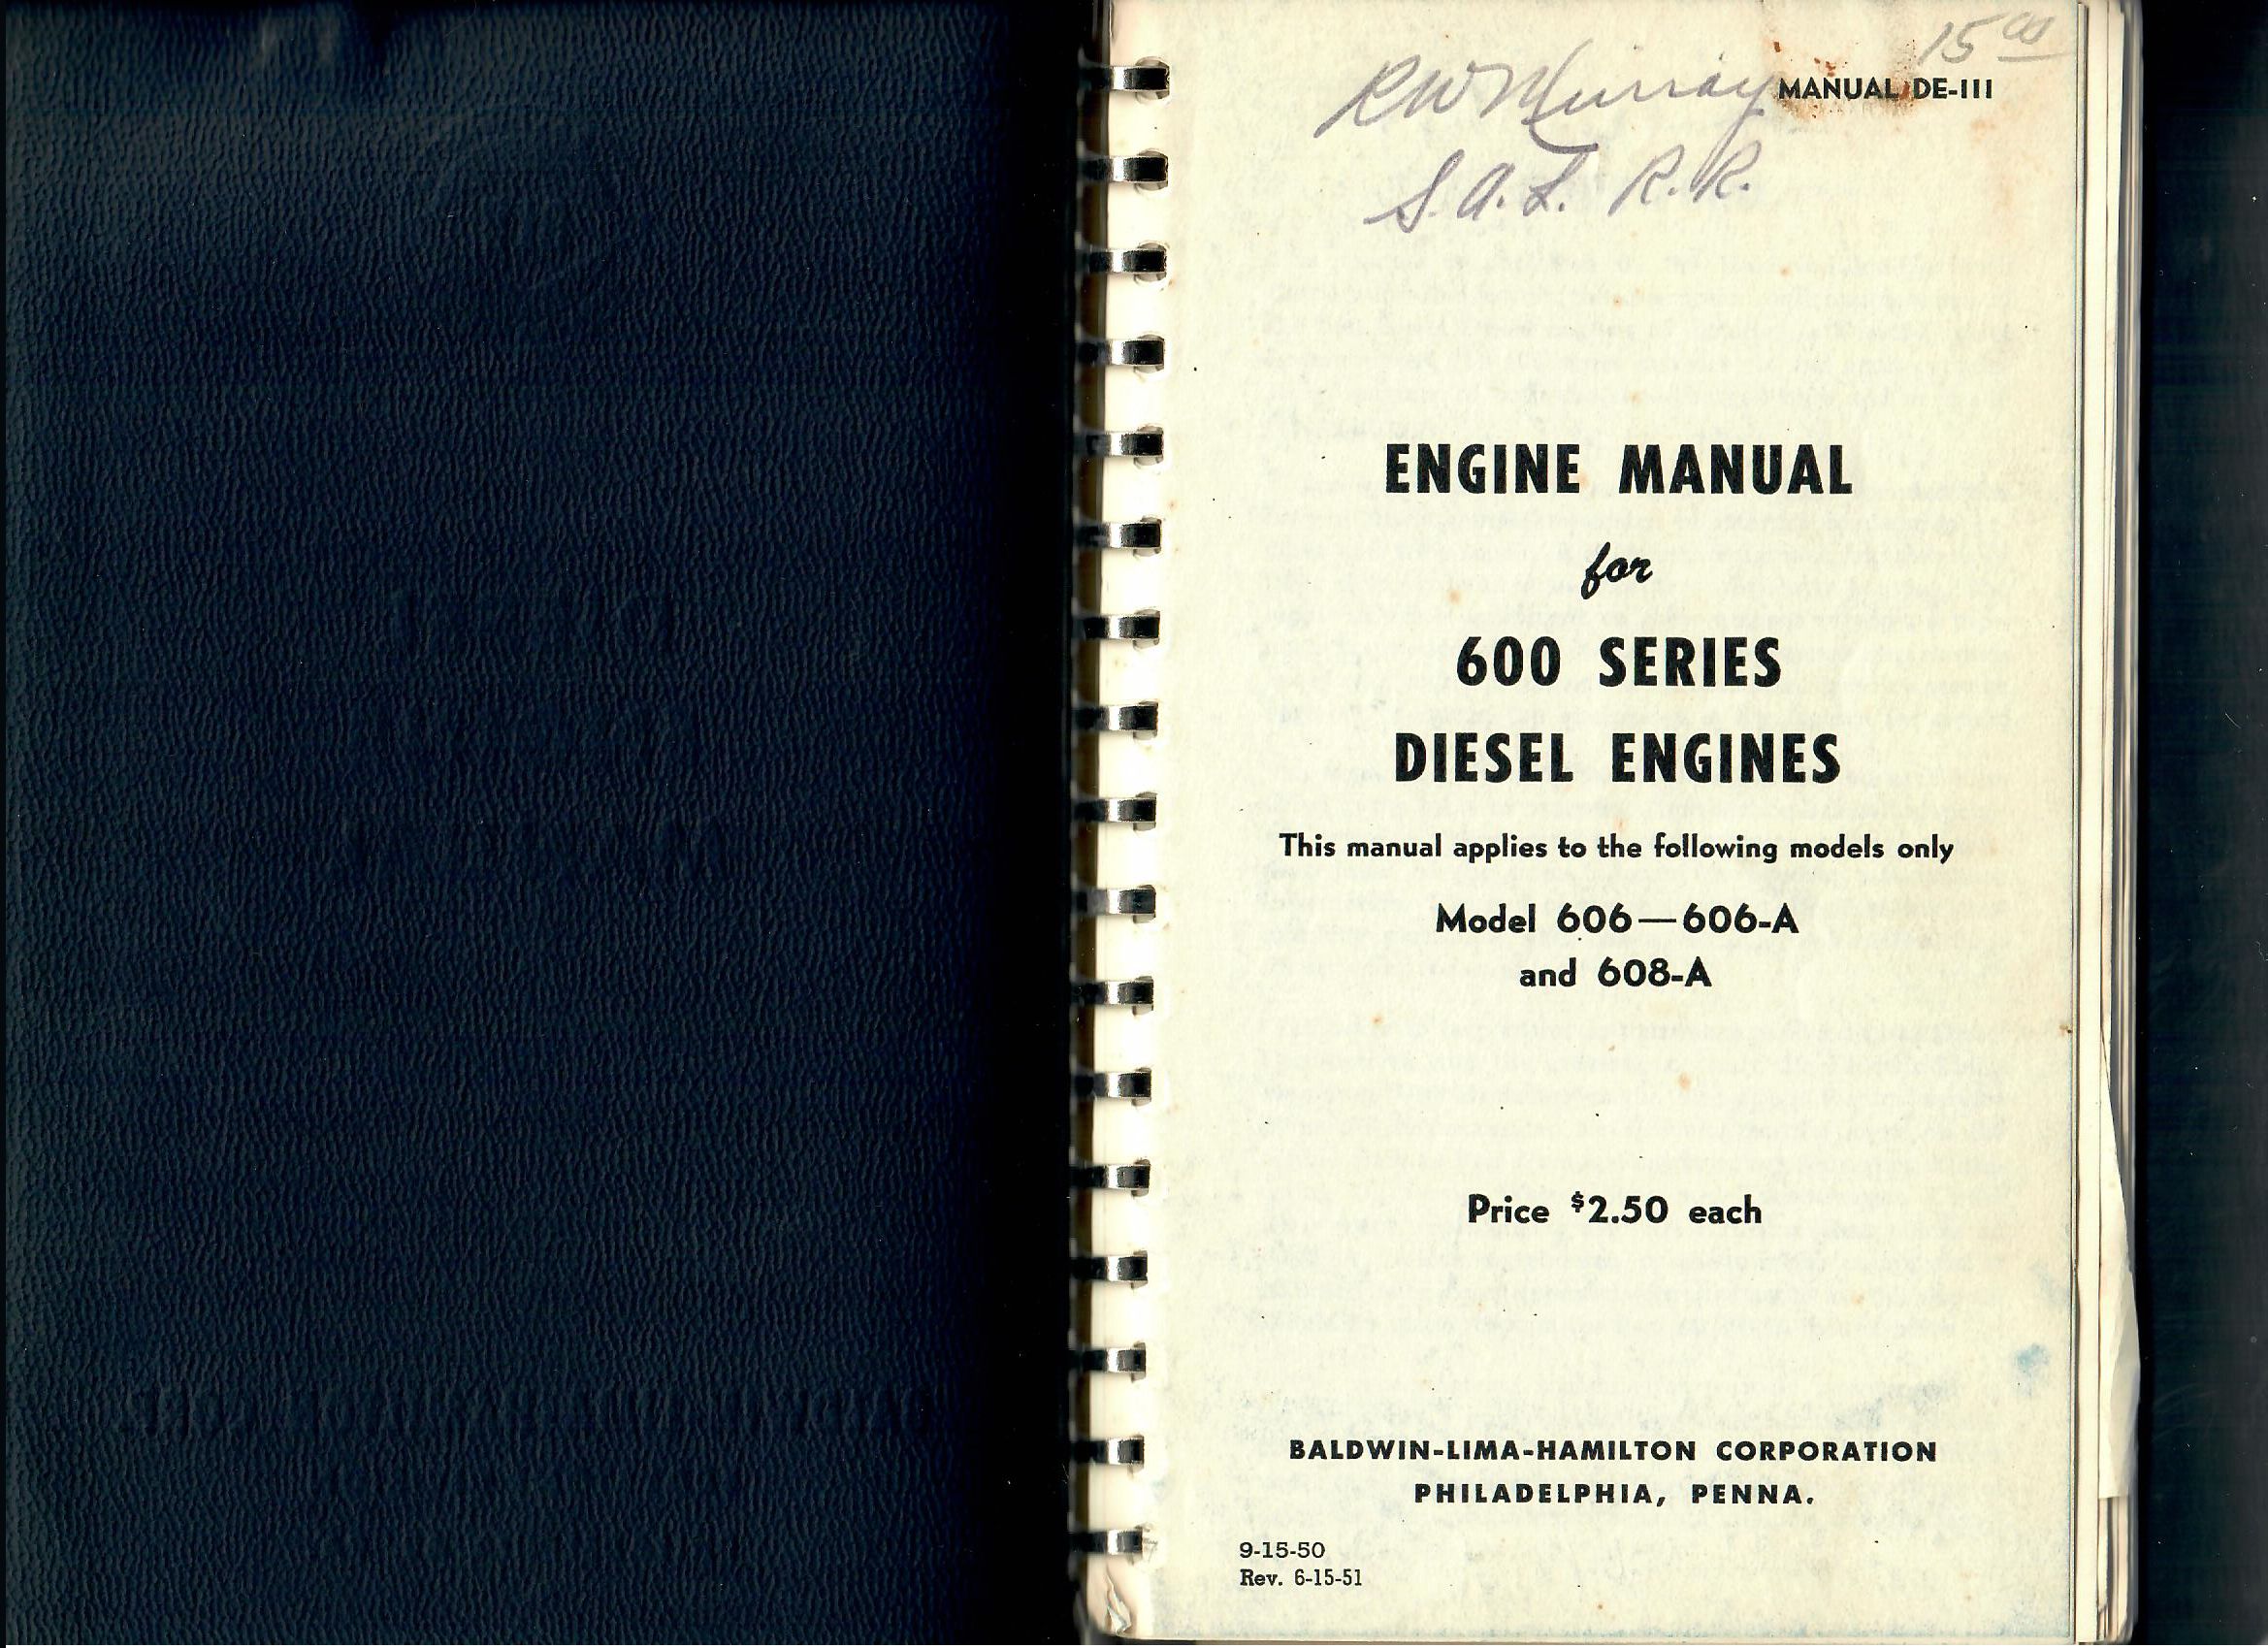 15 00
RW Murray
MANUAL DE-111
S.A.L. R.R.
ENGINE MANUAL
for
600 SERIES
DIESEL ENGINES
This manual applies to the following models only
Model 606—606-A
and 608-A
Price $2.50 each
BALDWIN-LIMA-HAMILTON CORPORATION
PHILADELPHIA, PENNA.
9-15-50
Rev. 6-15-51